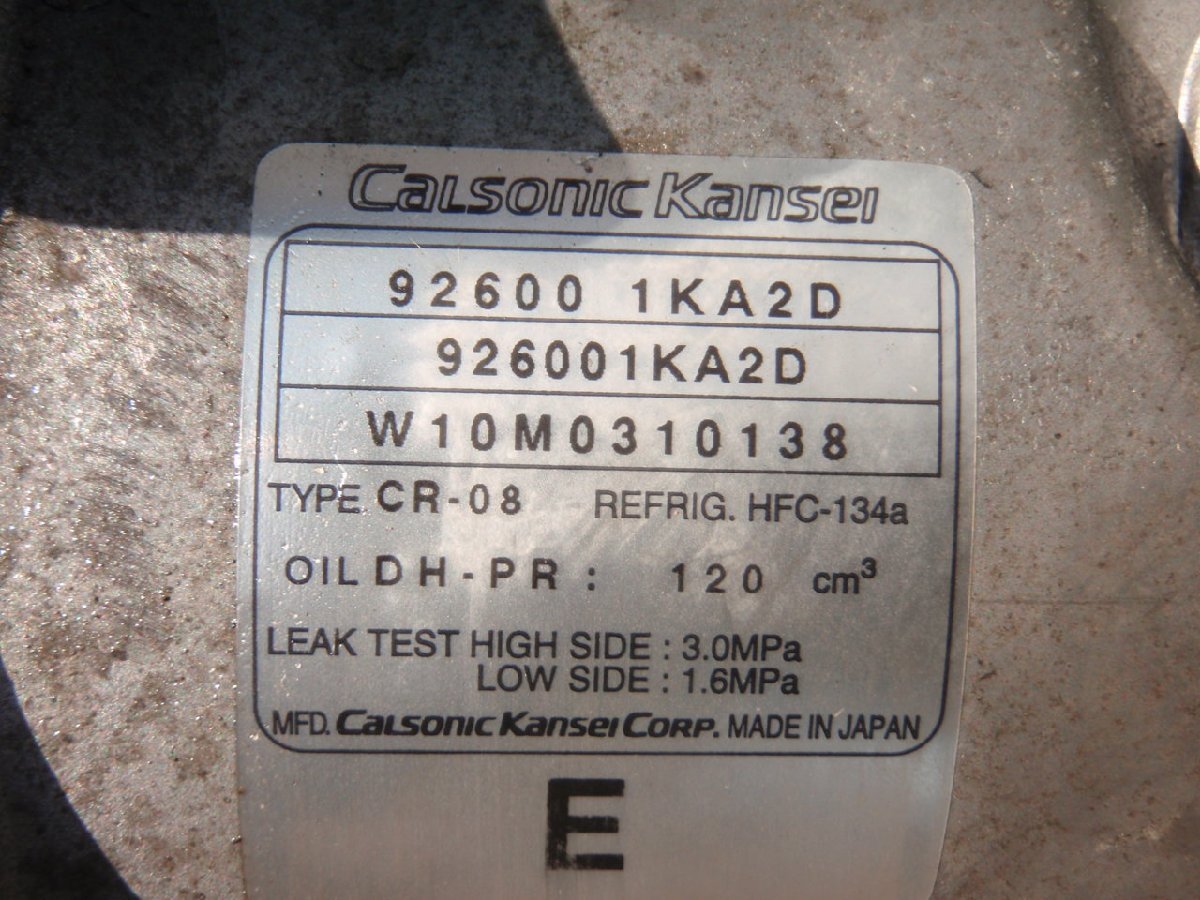 Calsonic Kansei
92600 1KA2D
926001KA2D
W10M0310138
TYPE CR-08 REFRIG. HFC-134a
OIL DH-PR : 120 cm³
LEAK TEST HIGH SIDE : 3.0MPa
LOW SIDE : 1.6MPa
MFD. Calsonic Kansei Corp. MADE IN JAPAN
E